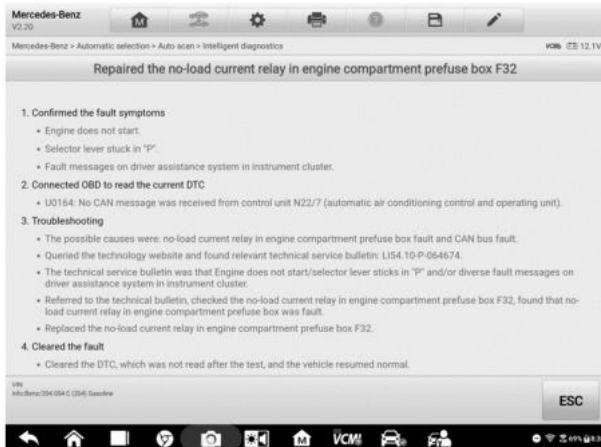 Mercedes-Benz
V2.20
Mercedes-Benz > Automatic selection > Auto scan > Intelligent diagnostics
VCMI 12.1V
Repaired the no-load current relay in engine compartment prefuse box F32
1. Confirmed the fault symptoms
• Engine does not start.
• Selector lever stuck in "P".
• Fault messages on driver assistance system in instrument cluster.
2. Connected OBD to read the current DTC
• U0164: No CAN message was received from control unit N22/7 (automatic air conditioning control and operating unit).
3. Troubleshooting
• The possible causes were: no-load current relay in engine compartment prefuse box fault and CAN bus fault.
• Queried the technology website and found relevant technical service bulletin: LI54.10-P-064674.
• The technical service bulletin was that Engine does not start/selector lever sticks in "P" and/or diverse fault messages on
driver assistance system in instrument cluster.
• Referred to the technical bulletin, checked the no-load current relay in engine compartment prefuse box F32, found that no-
load current relay in engine compartment prefuse box was fault.
• Replaced the no-load current relay in engine compartment prefuse box F32.
4. Cleared the fault
• Cleared the DTC, which was not read after the test, and the vehicle resumed normal.
VIN
Info:Benz/204.054 C (204) Gasoline
ESC
VCMI